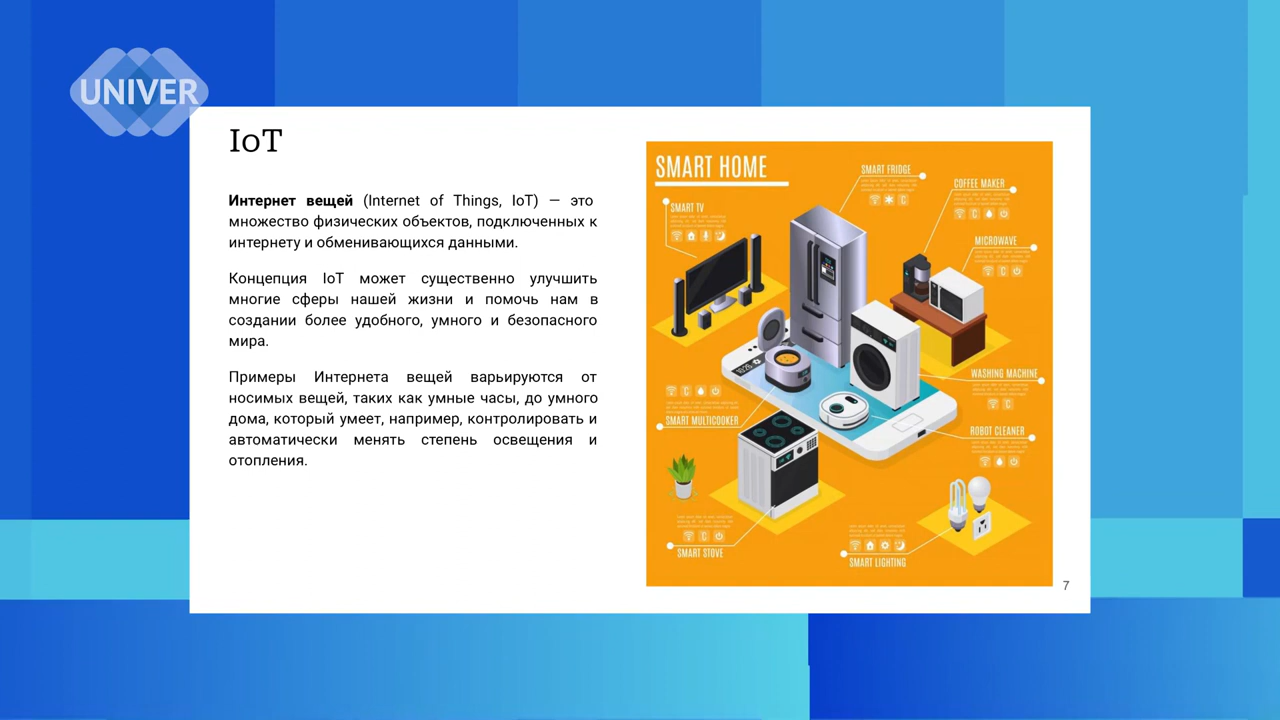 UNIVER
IoT
Интернет вещей (Internet of Things, IoT) — это
множество физических объектов, подключенных к
интернету и обменивающихся данными.
Концепция IoT может существенно улучшить
многие сферы нашей жизни и помочь нам в
создании более удобного, умного и безопасного
мира.
Примеры Интернета вещей варьируются от
носимых вещей, таких как умные часы, до умного
дома, который умеет, например, контролировать и
автоматически менять степень освещения и
отопления.
SMART HOME
SMART FRIDGE
COFFEE MAKER
SMART TV
MICROWAVE
WASHING MACHINE
SMART MULTICOOKER
ROBOT CLEANER
SMART STOVE
SMART LIGHTING
7